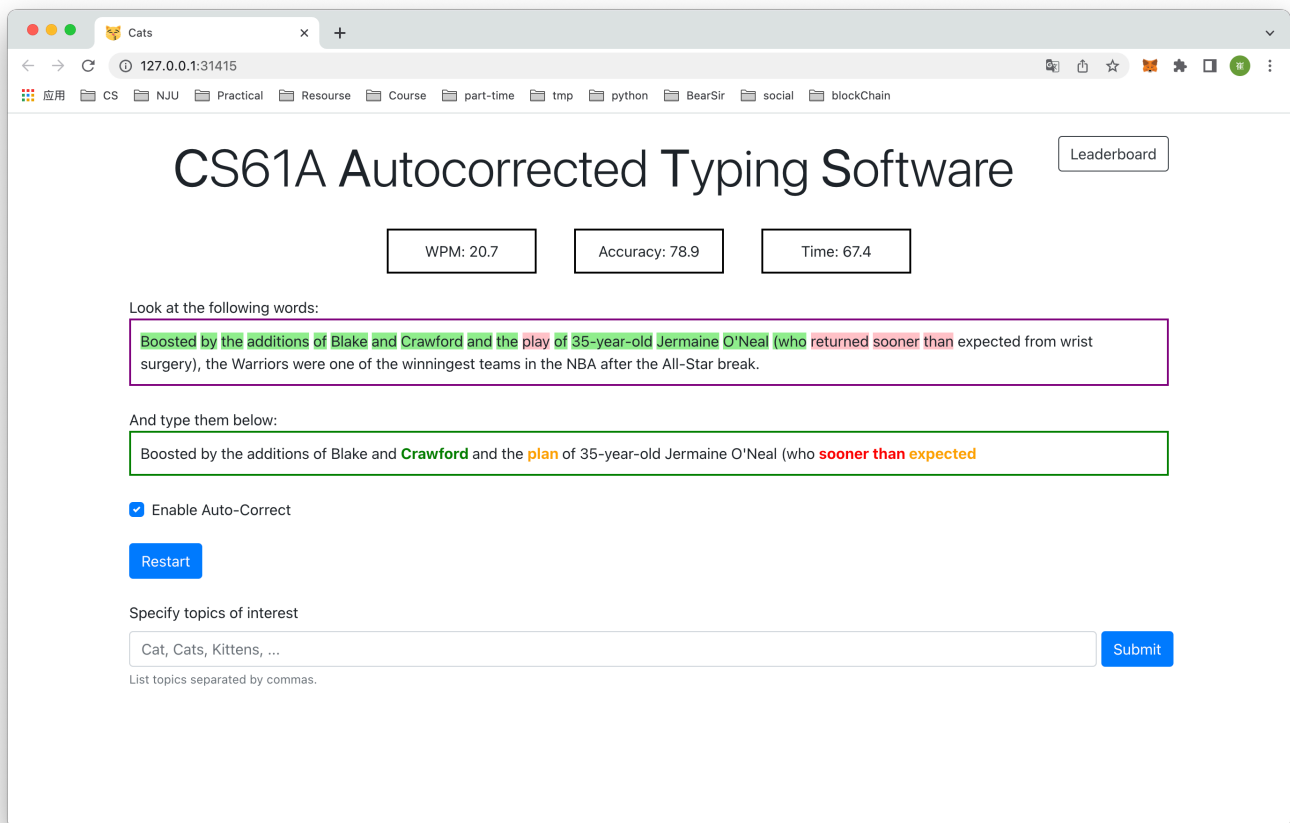 Cats
127.0.0.1:31415
应用 CS NJU Practical Resourse Course part-time tmp python BearSir social blockChain
崔
CS61A Autocorrected Typing Software
Leaderboard
WPM: 20.7 Accuracy: 78.9 Time: 67.4
Look at the following words:
Boosted by the additions of Blake and Crawford and the play of 35-year-old Jermaine O'Neal (who returned sooner than expected from wrist
surgery), the Warriors were one of the winningest teams in the NBA after the All-Star break.
And type them below:
Boosted by the additions of Blake and Crawford and the plan of 35-year-old Jermaine O'Neal (who sooner than expected
Enable Auto-Correct
Restart
Specify topics of interest
Cat, Cats, Kittens, ...
Submit
List topics separated by commas.